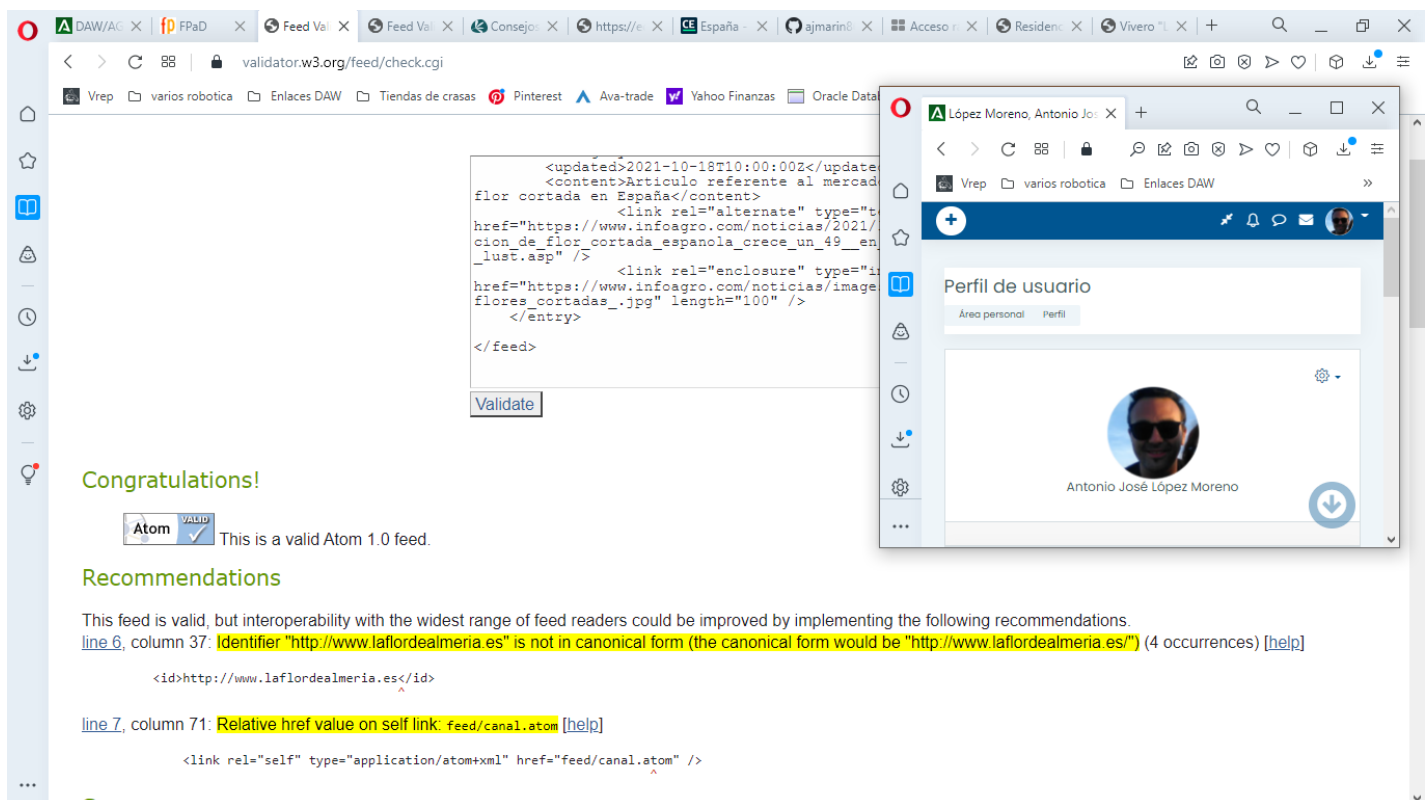 DAW/AG
FPaD
Feed Val
Feed Vali
Consejos
https://e
España -
ajmarin8
Acceso r
Residenc
Vivero "L
validator.w3.org/feed/check.cgi
Vrep
varios robotica
Enlaces DAW
Tiendas de crasas
Pinterest
Ava-trade
Yahoo Finanzas
Oracle Datal
<updated>2021-10-18T10:00:00Z</update
<content>Articulo referente al mercad
flor cortada en España</content>
<link rel="alternate" type="t
href="https://www.infoagro.com/noticias/2021/
cion_de_flor_cortada_espanola_crece_un_49__en_
_lust.asp" />
<link rel="enclosure" type="i
href="https://www.infoagro.com/noticias/image
flores_cortadas_.jpg" length="100" />
</entry>
</feed>
Validate
López Moreno, Antonio Jos
Vrep
varios robotica
Enlaces DAW
»
Perfil de usuario
Área personal
Perfil
Antonio José López Moreno
Congratulations!
Atom VALID This is a valid Atom 1.0 feed.
Recommendations
This feed is valid, but interoperability with the widest range of feed readers could be improved by implementing the following recommendations.
line 6, column 37: Identifier "http://www.laflordealmeria.es" is not in canonical form (the canonical form would be "http://www.laflordealmeria.es/") (4 occurrences) [help]
<id>http://www.laflordealmeria.es</id>
^
line 7, column 71: Relative href value on self link: feed/canal.atom [help]
<link rel="self" type="application/atom+xml" href="feed/canal.atom" />
^